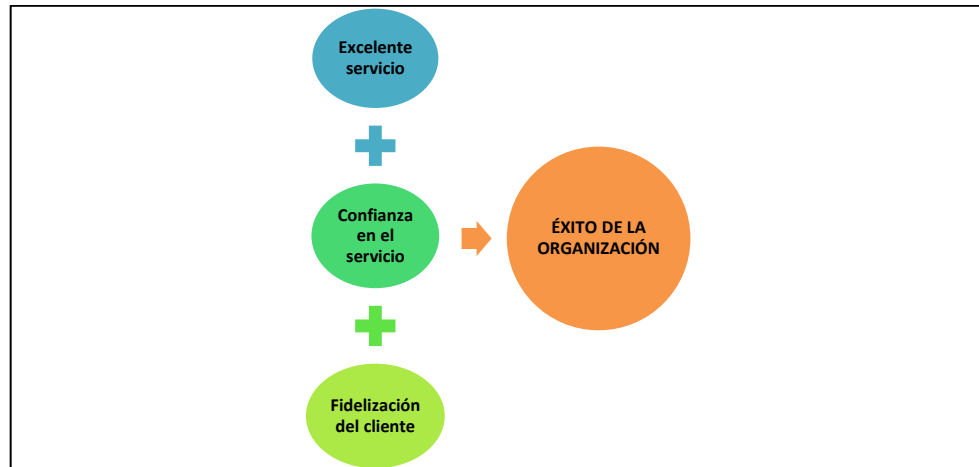 Excelente
servicio
Confianza
en el
servicio
ÉXITO DE LA
ORGANIZACIÓN
Fidelización
del cliente